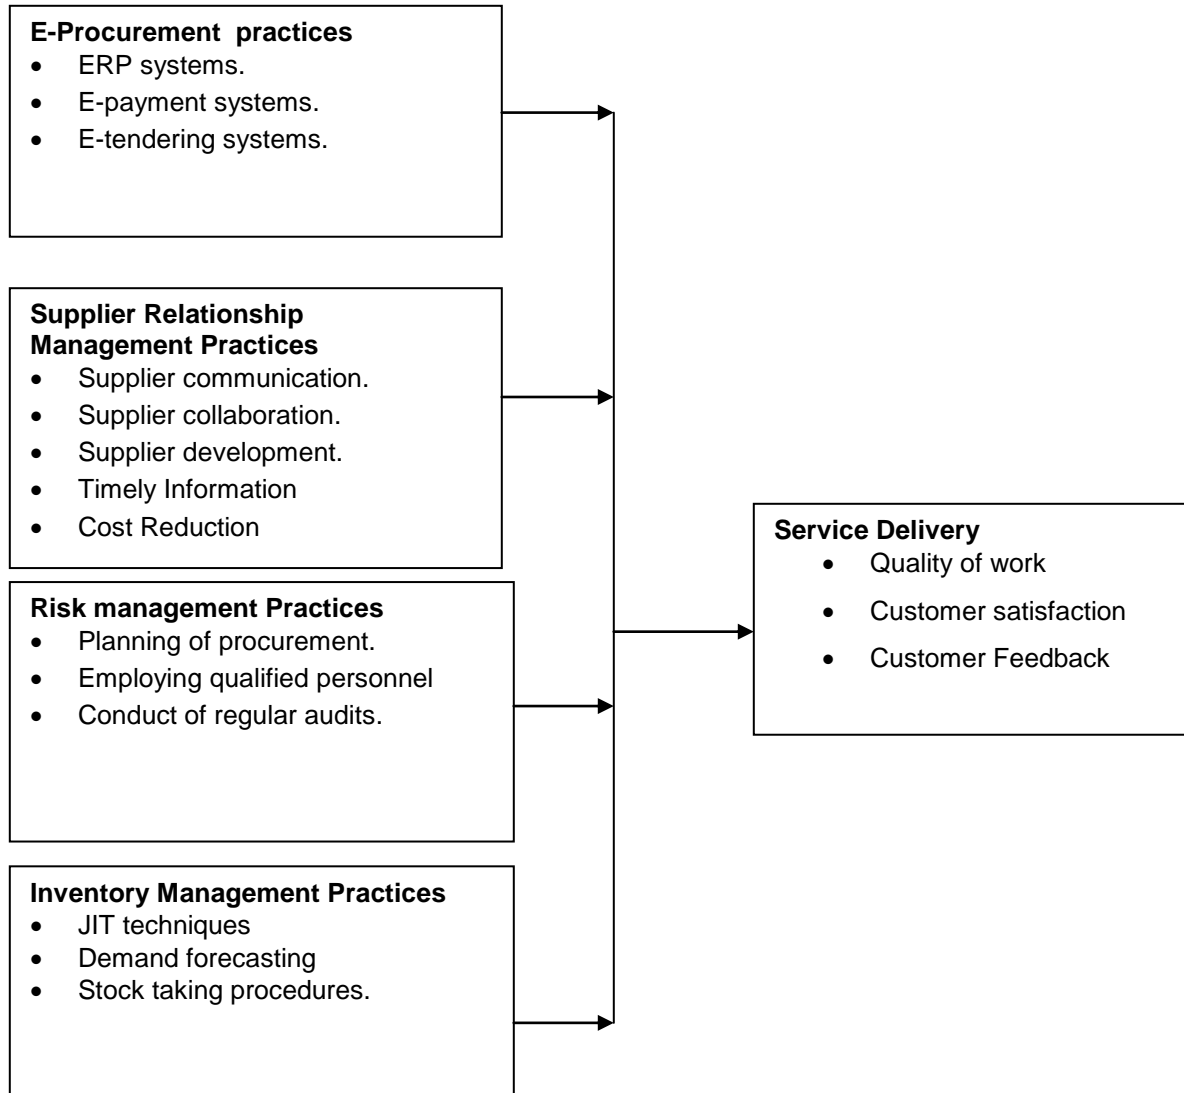 E-Procurement practices
• ERP systems.
• E-payment systems.
• E-tendering systems.
Supplier Relationship
Management Practices
• Supplier communication.
• Supplier collaboration.
• Supplier development.
• Timely Information
• Cost Reduction
Risk management Practices
• Planning of procurement.
• Employing qualified personnel
• Conduct of regular audits.
Inventory Management Practices
• JIT techniques
• Demand forecasting
• Stock taking procedures.
Service Delivery
• Quality of work
• Customer satisfaction
• Customer Feedback